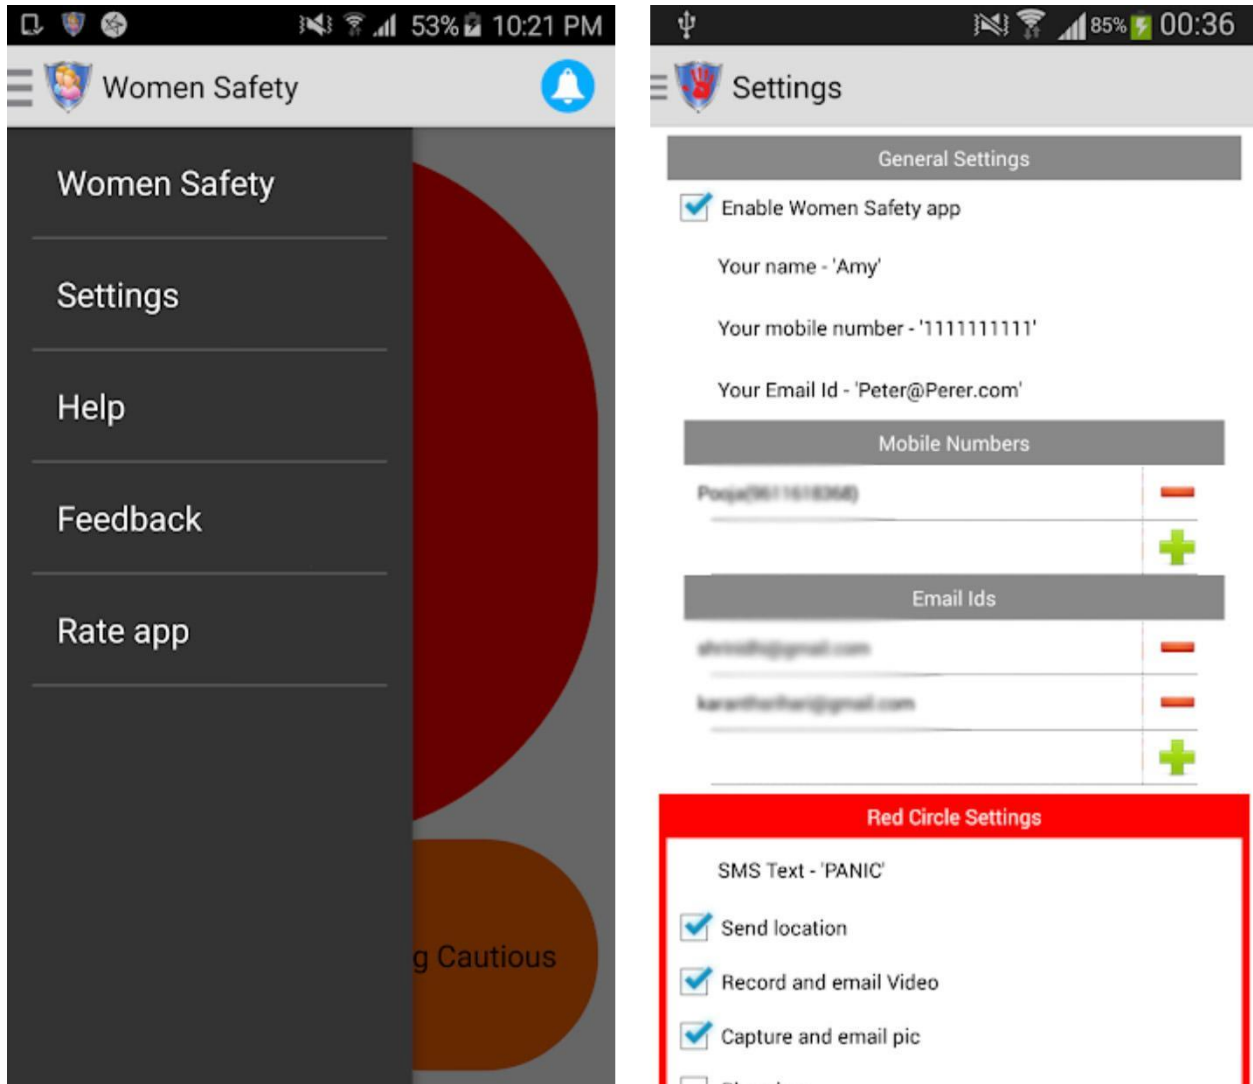 53% 10:21 PM
Women Safety
Women Safety
Settings
Help
Feedback
Rate app
g Cautious
85% 00:36
Settings
General Settings
Enable Women Safety app
Your name - 'Amy'
Your mobile number - '1111111111'
Your Email Id - 'Peter@Perer.com'
Mobile Numbers
Email Ids
Red Circle Settings
SMS Text - 'PANIC'
Send location
Record and email Video
Capture and email pic